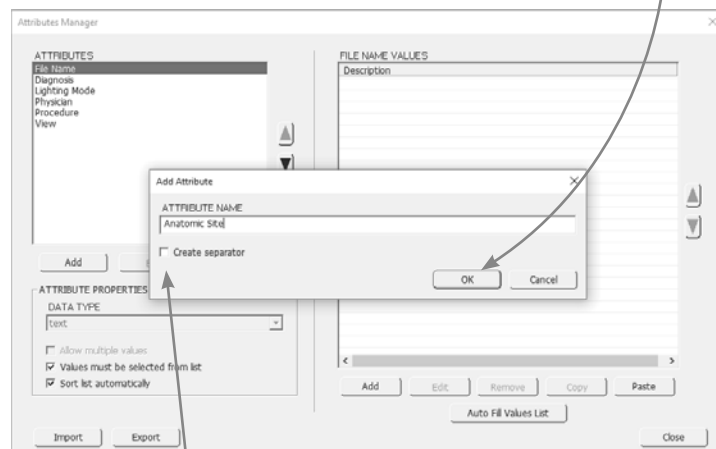 Attributes Manager
ATTRIBUTES
File Name
Diagnosis
Lighting Mode
Physician
Procedure
View
FILE NAME VALUES
Description
Add Attribute
ATTRIBUTE NAME
Anatomic Site
Create separator
OK
Cancel
Add
ATTRIBUTE PROPERTIES
DATA TYPE
text
Allow multiple values
Values must be selected from list
Sort list automatically
Add
Edit
Remove
Copy
Paste
Auto Fill Values List
Import
Export
Close